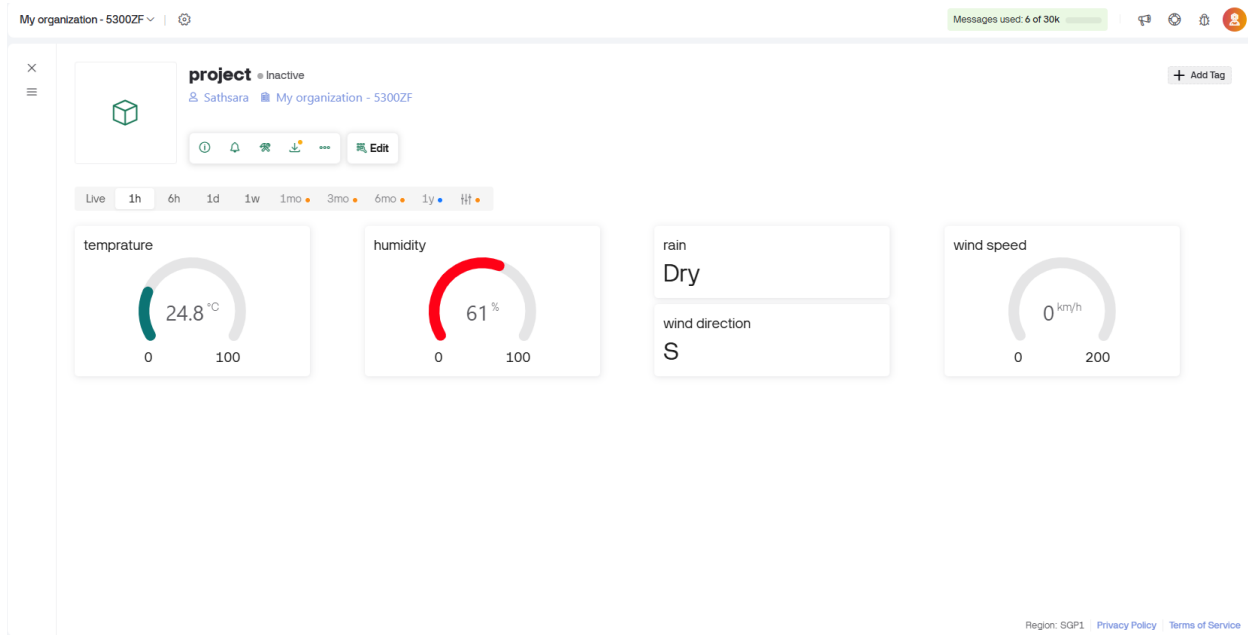 My organization - 5300ZF
Messages used: 6 of 30k
project Inactive
Add Tag
Sathsara My organization - 5300ZF
Edit
Live 1h 6h 1d 1w 1mo 3mo 6mo 1y
temprature
24.8 °C
0 100
humidity
61 %
0 100
rain
Dry
wind direction
S
wind speed
0 km/h
0 200
Region: SGP1 Privacy Policy Terms of Service